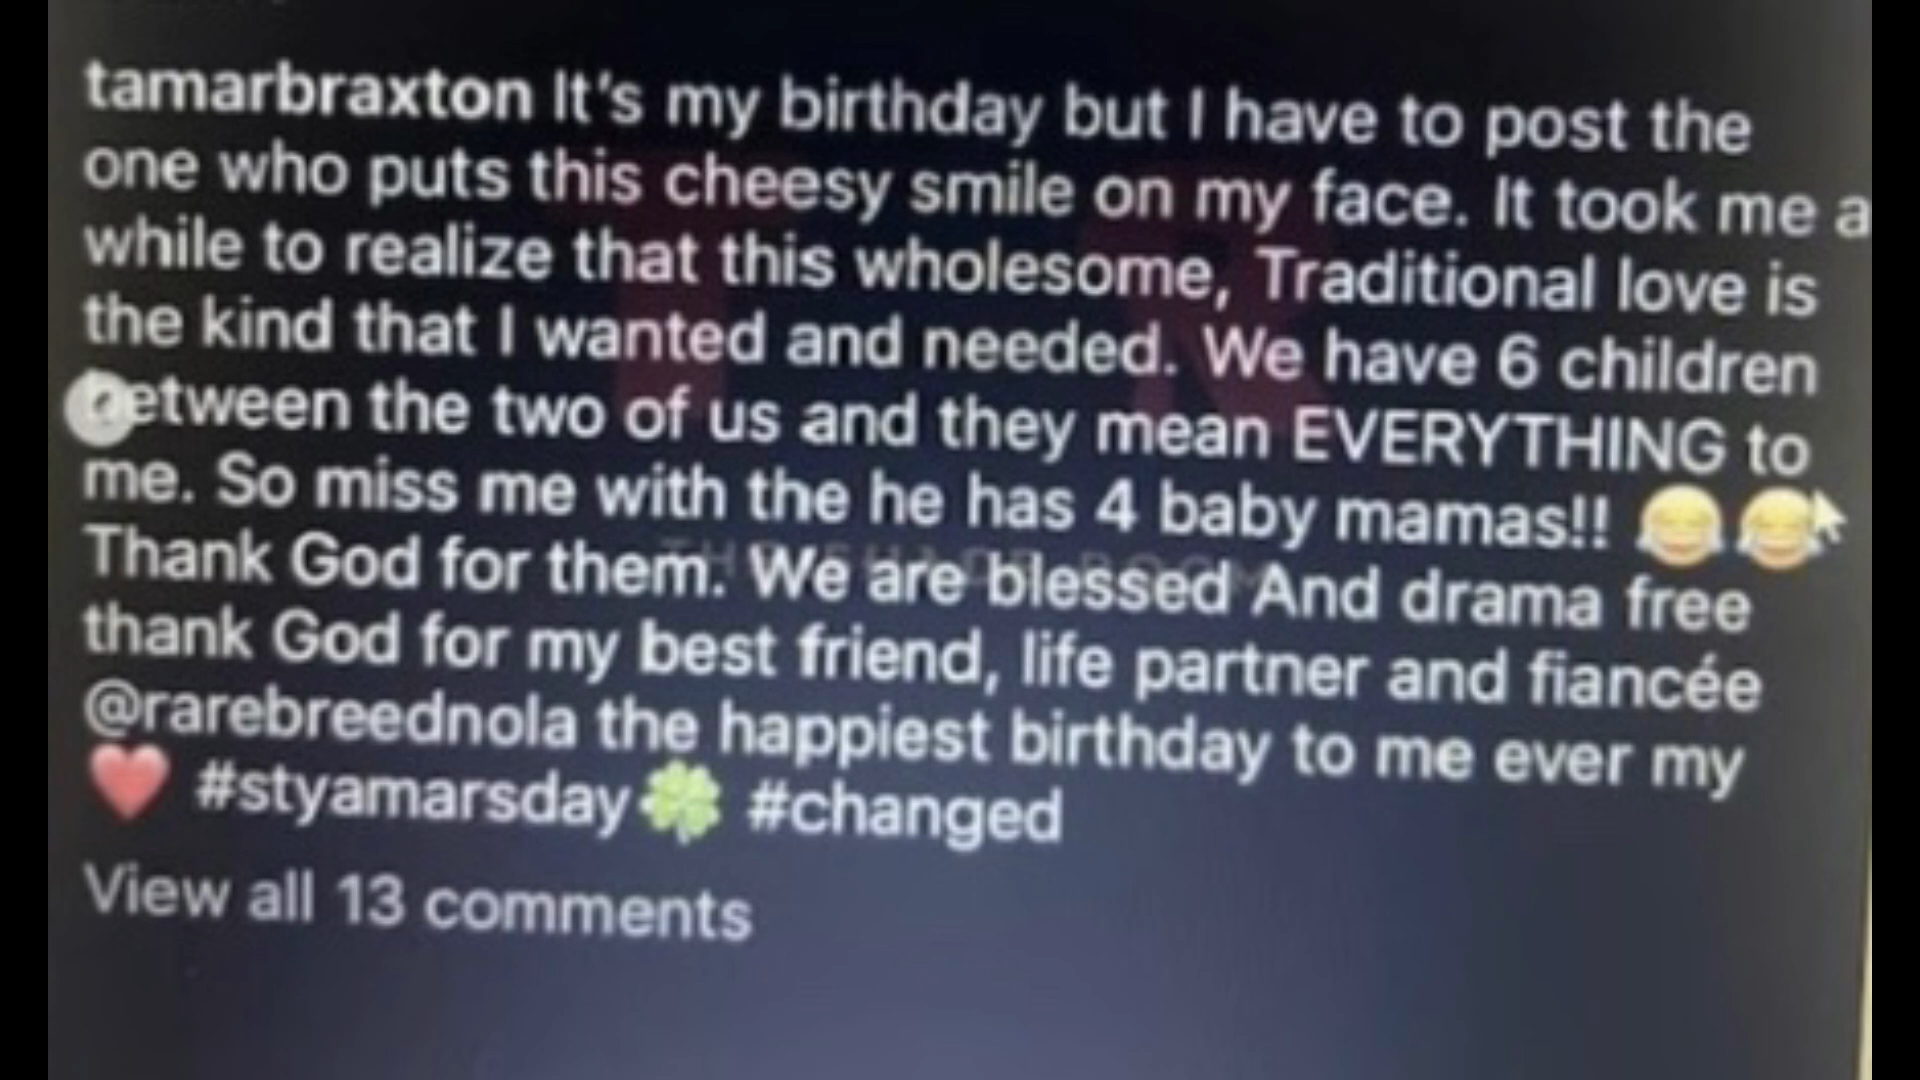 tamarbraxton It's my birthday but I have to post the
one who puts this cheesy smile on my face. It took me a
while to realize that this wholesome, Traditional love is
the kind that I wanted and needed. We have 6 children
between the two of us and they mean EVERYTHING to
me. So miss me with the he has 4 baby mamas!! 😂😂
Thank God for them. We are blessed And drama free
thank God for my best friend, life partner and fiancée
@rarebreednola the happiest birthday to me ever my
❤️ #styamarsday🍀 #changed
View all 13 comments
THE SHADE ROOM